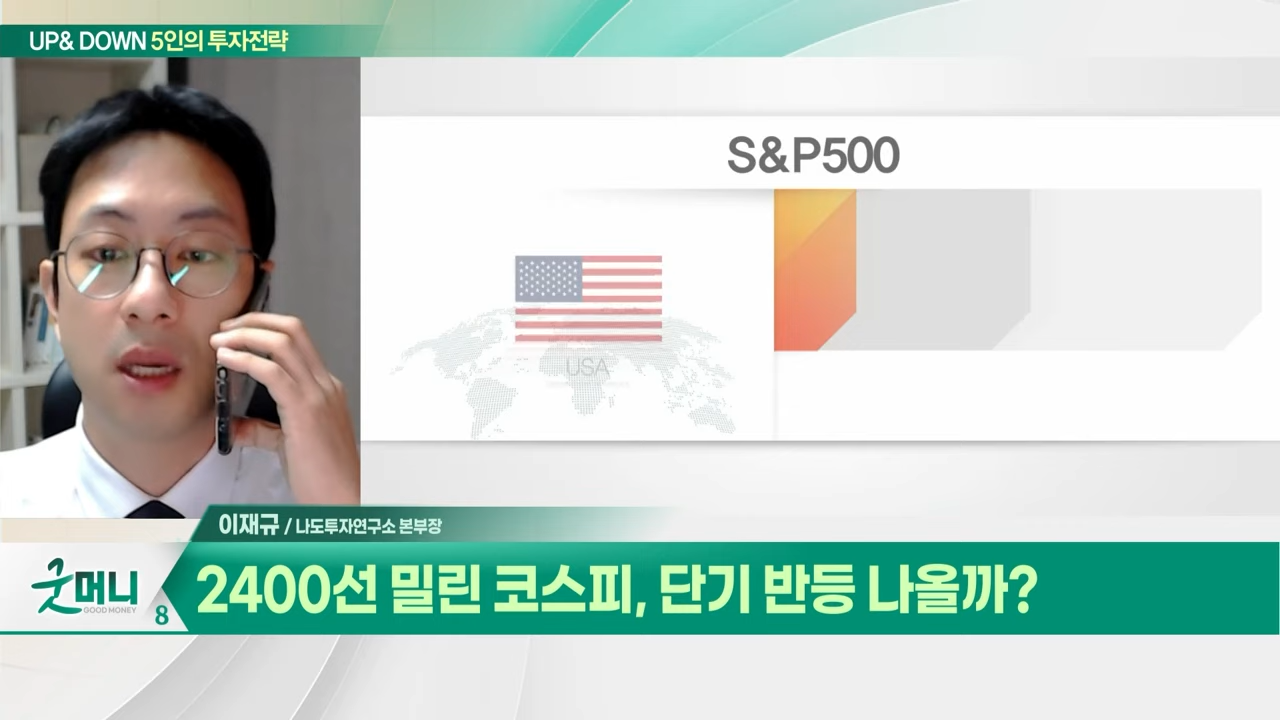 UP& DOWN 5인의 투자전략
S&P500
USA
이재규 / 나도투자연구소 본부장
굿머니
GOOD MONEY
8
2400선 밀린 코스피, 단기 반등 나올까?